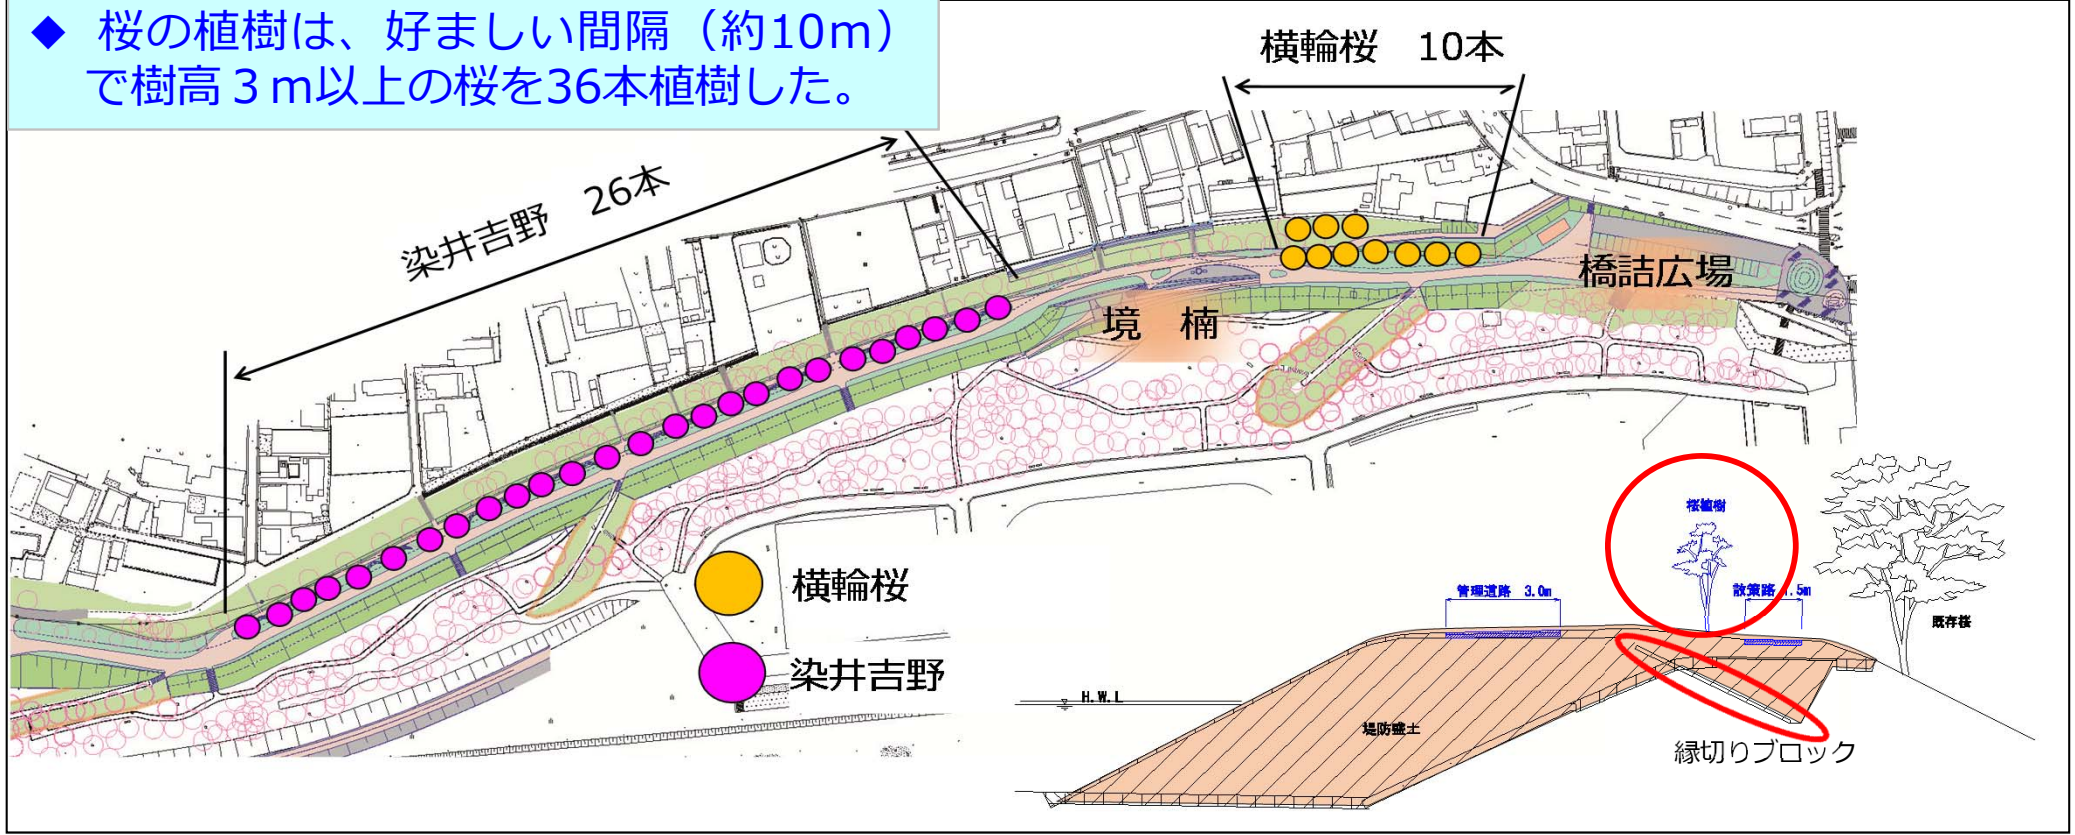 ◆ 桜の植樹は、好ましい間隔（約10m）
で樹高３m以上の桜を36本植樹した。
横輪桜　10本
染井吉野　26本
橋詰広場
境　楠
横輪桜
染井吉野
桜植樹
管理道路　3.0m
散策路 1.5m
既存桜
H.W.L
堤防盛土
縁切りブロック